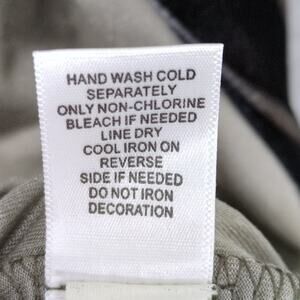 HAND WASH COLD
SEPARATELY
ONLY NON-CHLORINE
BLEACH IF NEEDED
LINE DRY
COOL IRON ON
REVERSE
SIDE IF NEEDED
DO NOT IRON
DECORATION